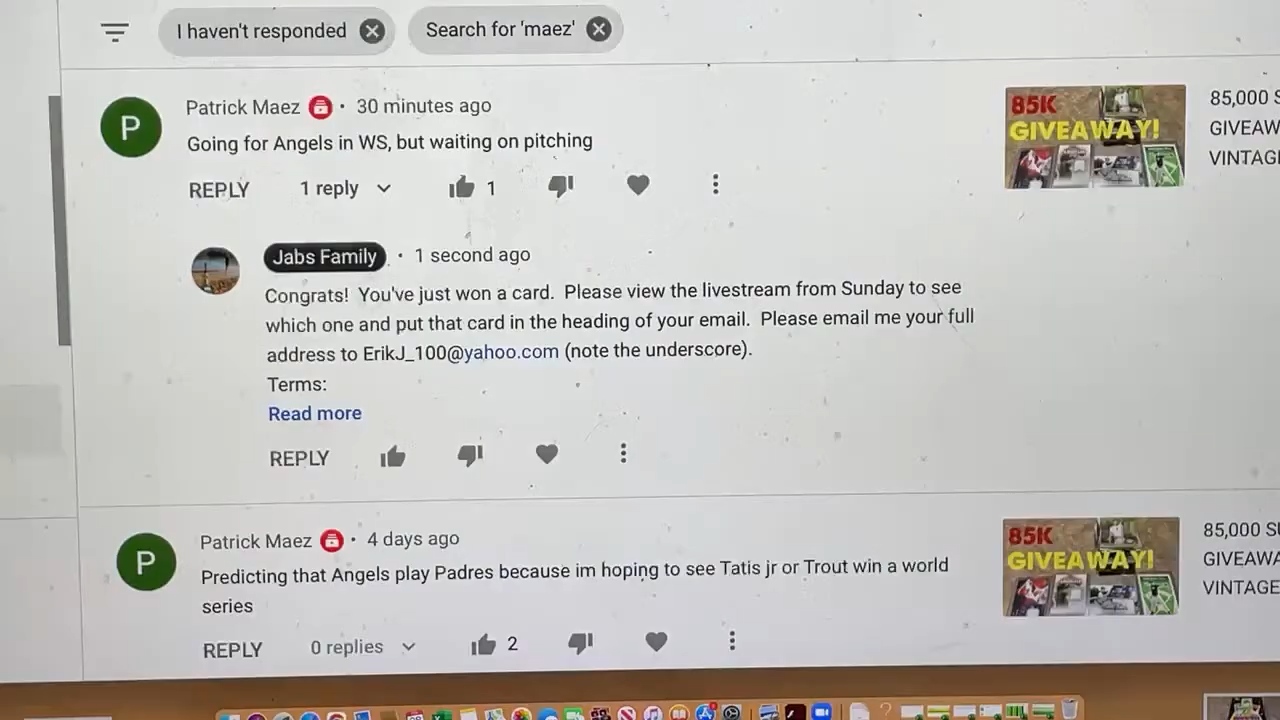 I haven't responded
Search for 'maez'
P
Patrick Maez · 30 minutes ago
Going for Angels in WS, but waiting on pitching
REPLY 1 reply 1
85K
GIVEAWAY!
85,000 S
GIVEAW
VINTAG
Jabs Family · 1 second ago
Congrats! You've just won a card. Please view the livestream from Sunday to see
which one and put that card in the heading of your email. Please email me your full
address to ErikJ_100@yahoo.com (note the underscore).
Terms:
Read more
REPLY
P
Patrick Maez · 4 days ago
Predicting that Angels play Padres because im hoping to see Tatis jr or Trout win a world
series
REPLY 0 replies 2
85K
GIVEAWAY!
85,000 SU
GIVEAWA
VINTAGE